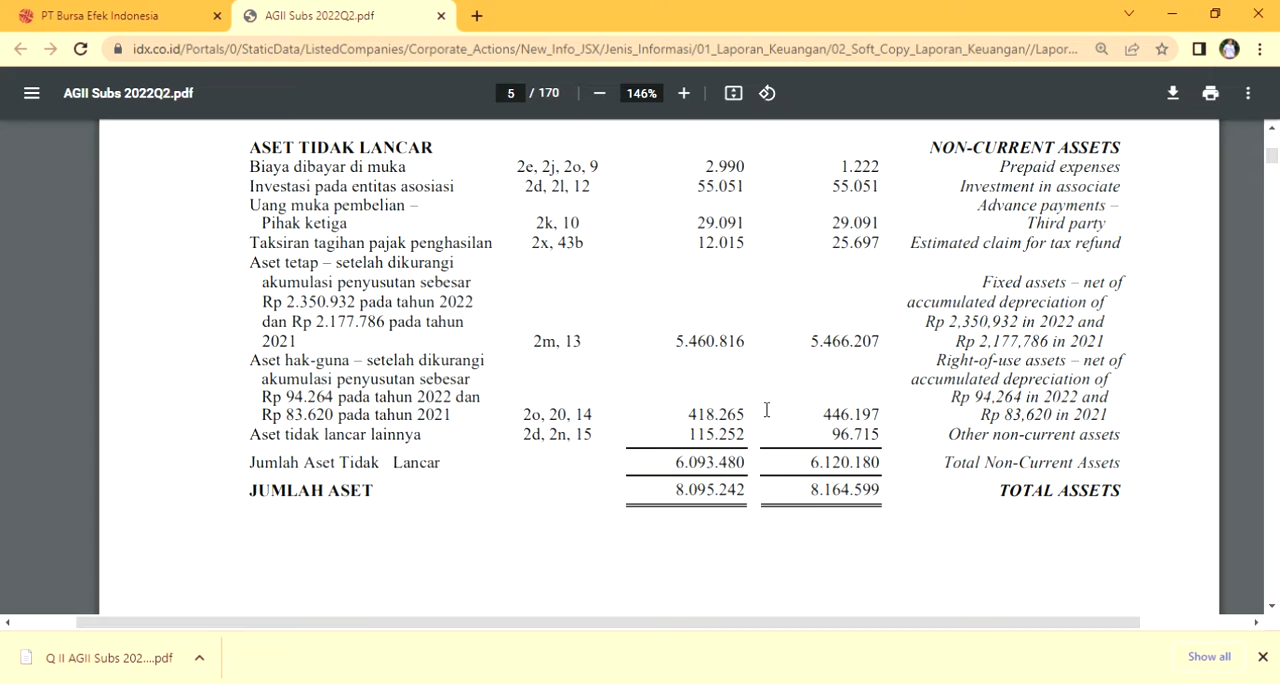 PT Bursa Efek Indonesia
AGII Subs 2022Q2.pdf
idx.co.id/Portals/0/StaticData/ListedCompanies/Corporate_Actions/New_Info_JSX/Jenis_Informasi/01_Laporan_Keuangan/02_Soft_Copy_Laporan_Keuangan//Lapor...
AGII Subs 2022Q2.pdf 5 / 170 146%
ASET TIDAK LANCAR NON-CURRENT ASSETS
Biaya dibayar di muka 2e, 2j, 2o, 9 2.990 1.222 Prepaid expenses
Investasi pada entitas asosiasi 2d, 2l, 12 55.051 55.051 Investment in associate
Uang muka pembelian – Advance payments –
Pihak ketiga 2k, 10 29.091 29.091 Third party
Taksiran tagihan pajak penghasilan 2x, 43b 12.015 25.697 Estimated claim for tax refund
Aset tetap – setelah dikurangi
akumulasi penyusutan sebesar Fixed assets – net of
Rp 2.350.932 pada tahun 2022 accumulated depreciation of
dan Rp 2.177.786 pada tahun Rp 2,350,932 in 2022 and
2021 2m, 13 5.460.816 5.466.207 Rp 2,177,786 in 2021
Aset hak-guna – setelah dikurangi Right-of-use assets – net of
akumulasi penyusutan sebesar accumulated depreciation of
Rp 94.264 pada tahun 2022 dan Rp 94,264 in 2022 and
Rp 83.620 pada tahun 2021 2o, 20, 14 418.265 446.197 Rp 83,620 in 2021
Aset tidak lancar lainnya 2d, 2n, 15 115.252 96.715 Other non-current assets
Jumlah Aset Tidak Lancar 6.093.480 6.120.180 Total Non-Current Assets
JUMLAH ASET 8.095.242 8.164.599 TOTAL ASSETS
Q II AGII Subs 202....pdf Show all